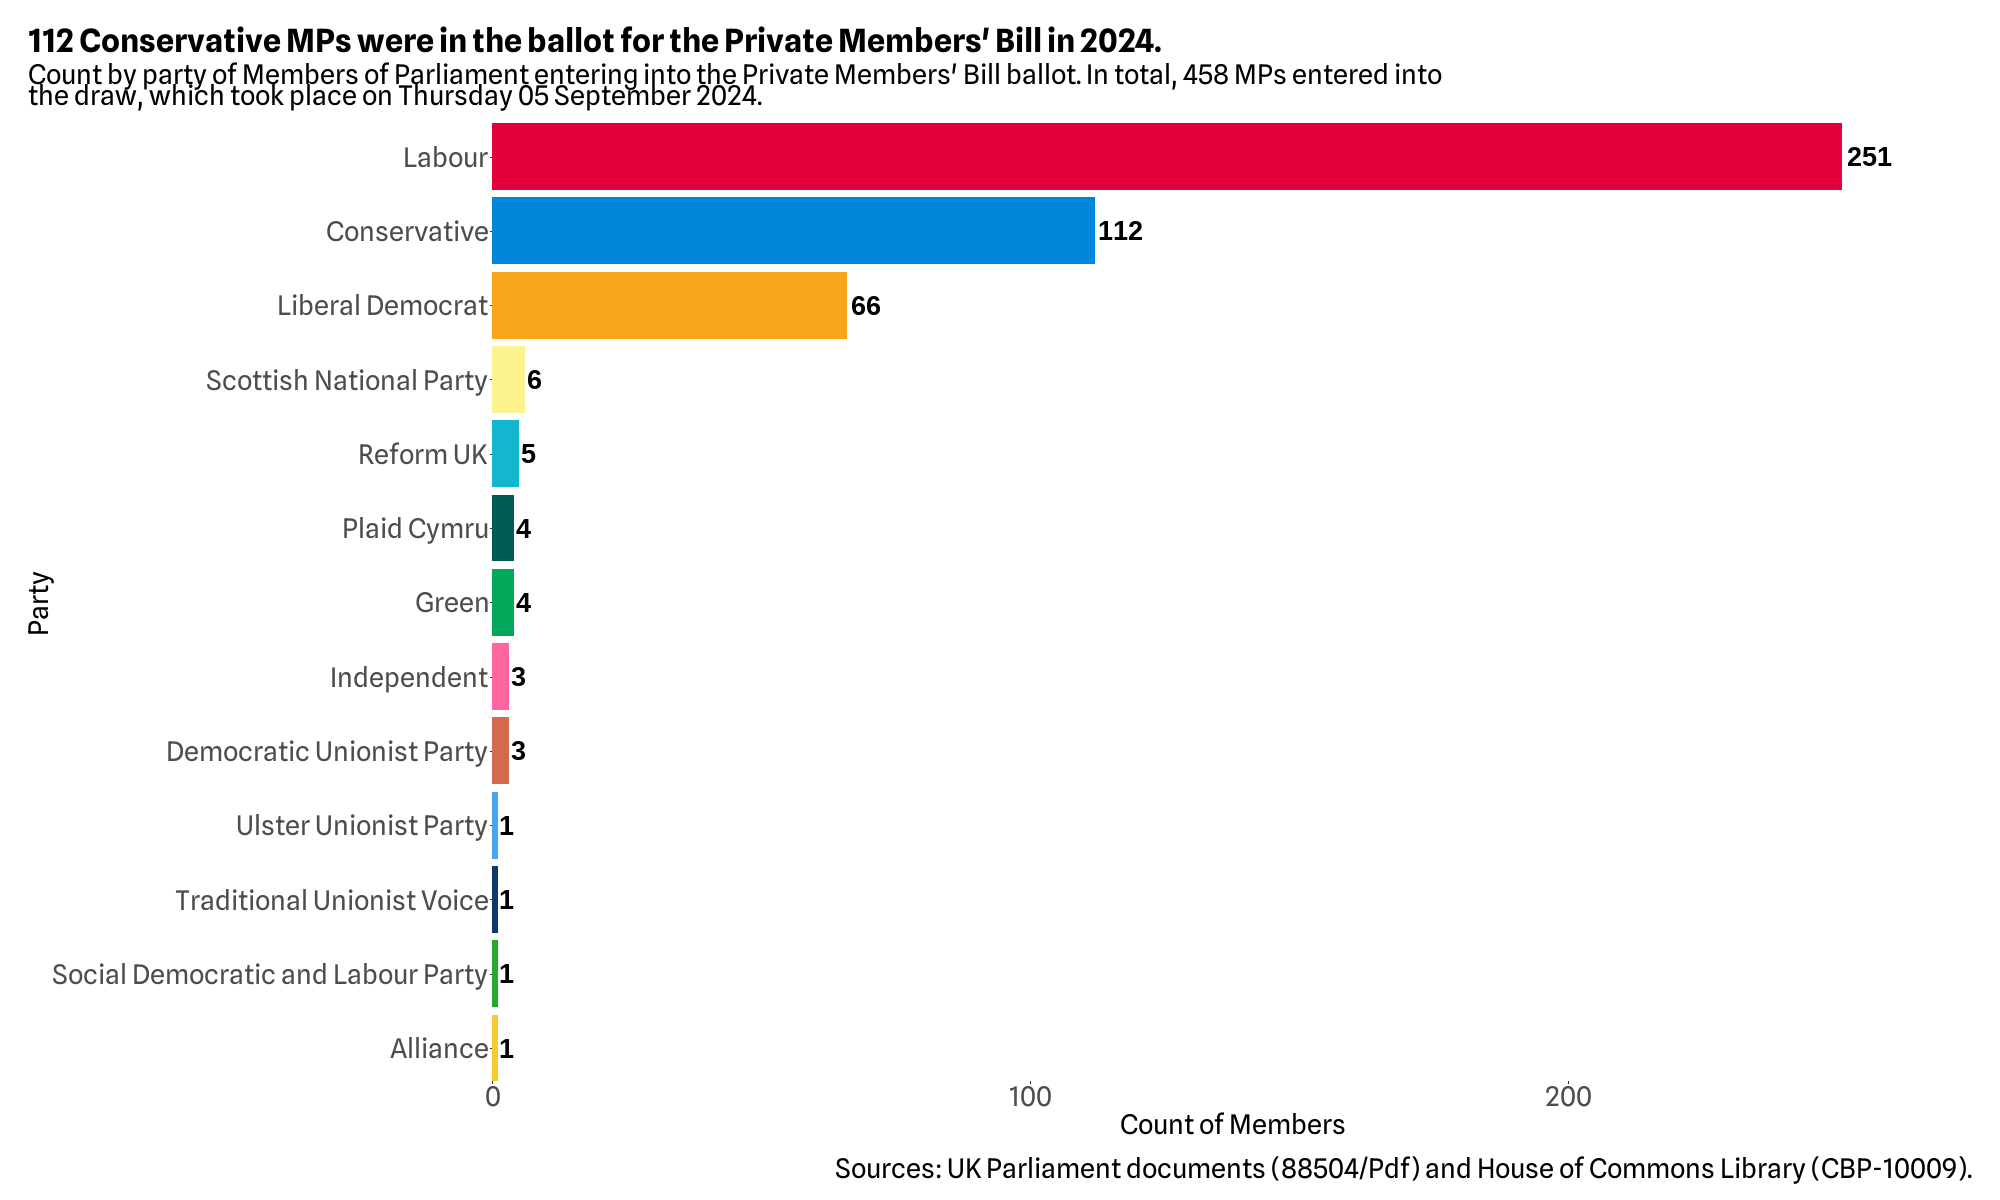 112 Conservative MPs were in the ballot for the Private Members' Bill in 2024.
Count by party of Members of Parliament entering into the Private Members' Bill ballot. In total, 458 MPs entered into
the draw, which took place on Thursday 05 September 2024.
Labour 251
Conservative 112
Liberal Democrat 66
Scottish National Party 6
Reform UK 5
Plaid Cymru 4
Green 4
Independent 3
Democratic Unionist Party 3
Ulster Unionist Party 1
Traditional Unionist Voice 1
Social Democratic and Labour Party 1
Alliance 1
Party
0 100 200
Count of Members
Sources: UK Parliament documents (88504/Pdf) and House of Commons Library (CBP-10009).